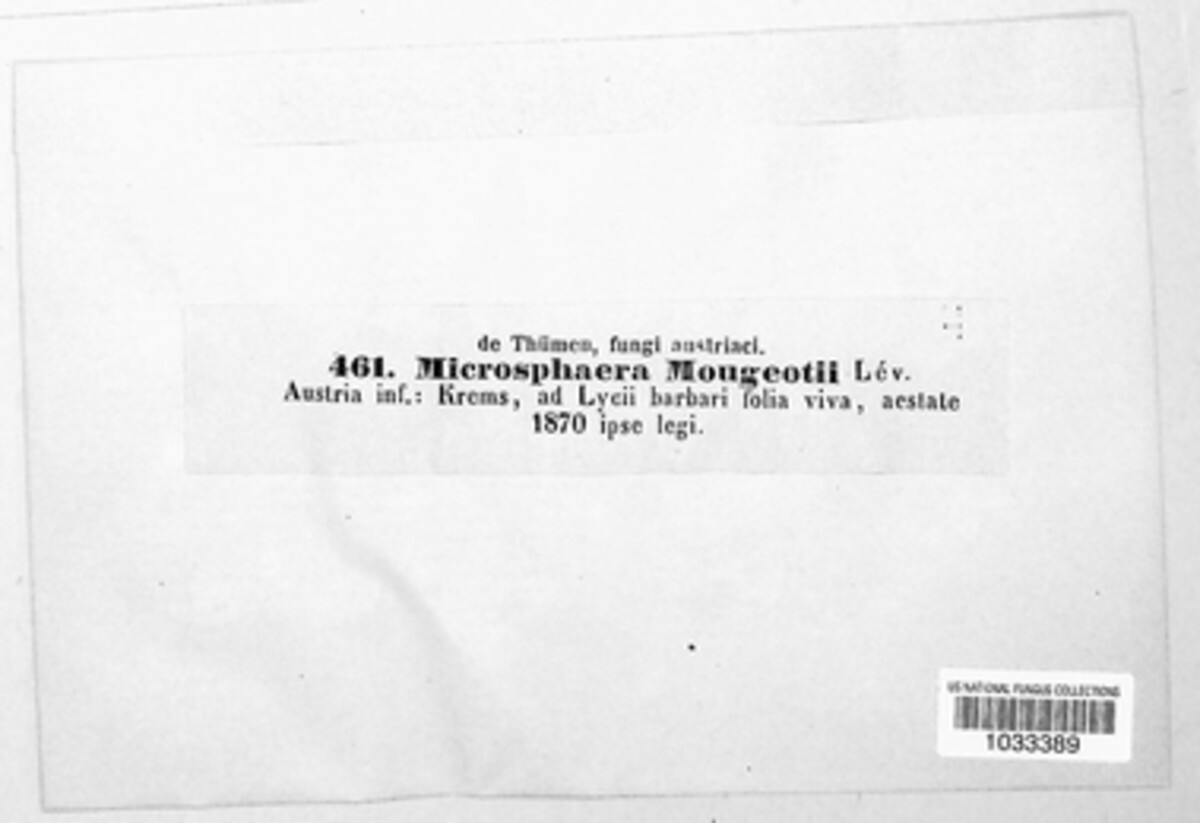 de Thümen, fungi austriaci.
461. Microsphaera Mougeotii Lév.
Austria inf.: Krems, ad Lycii barbari folia viva, aestate
1870 ipse legi.
US NATIONAL FUNGUS COLLECTIONS
1033389